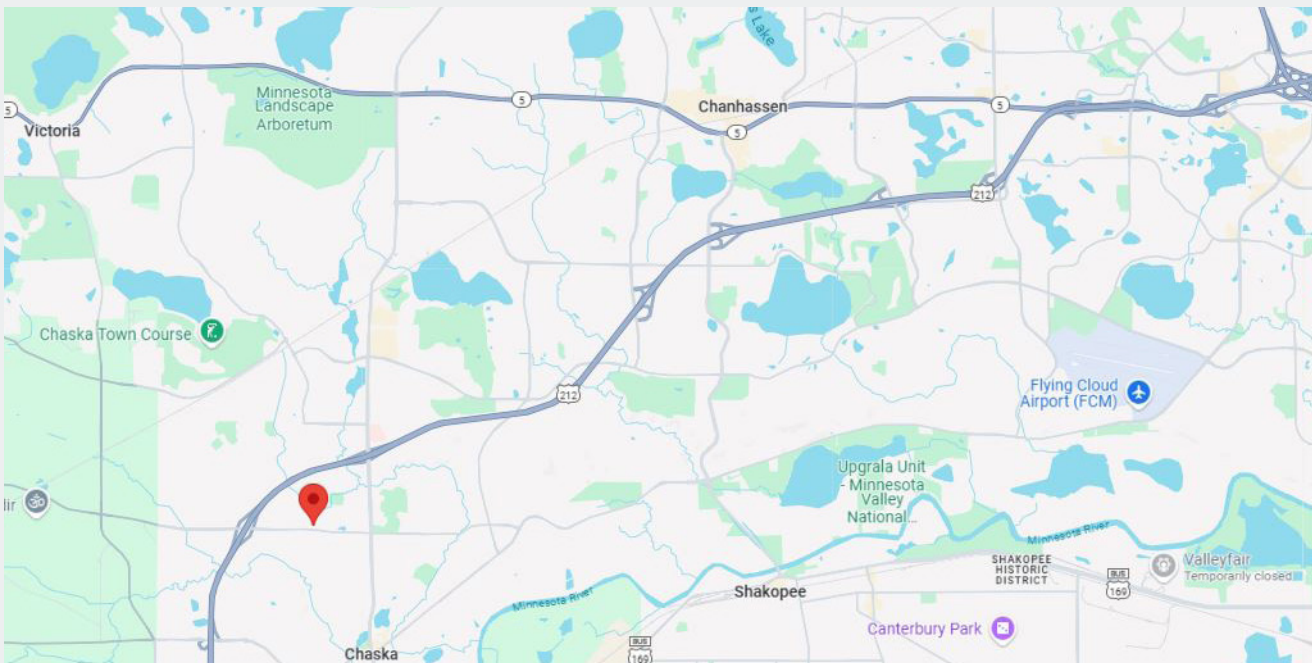 Lake
5
Minnesota
Landscape
Arboretum
5
Chanhassen
5
5
Victoria
212
Chaska Town Course
212
Flying Cloud
Airport (FCM)
Upgrala Unit
- Minnesota
Valley
National...
Minnesota River
SHAKOPEE
HISTORIC
DISTRICT
Valleyfair
Temporarily closed
BUS
169
Shakopee
Minnesota River
Canterbury Park
BUS
169
Chaska